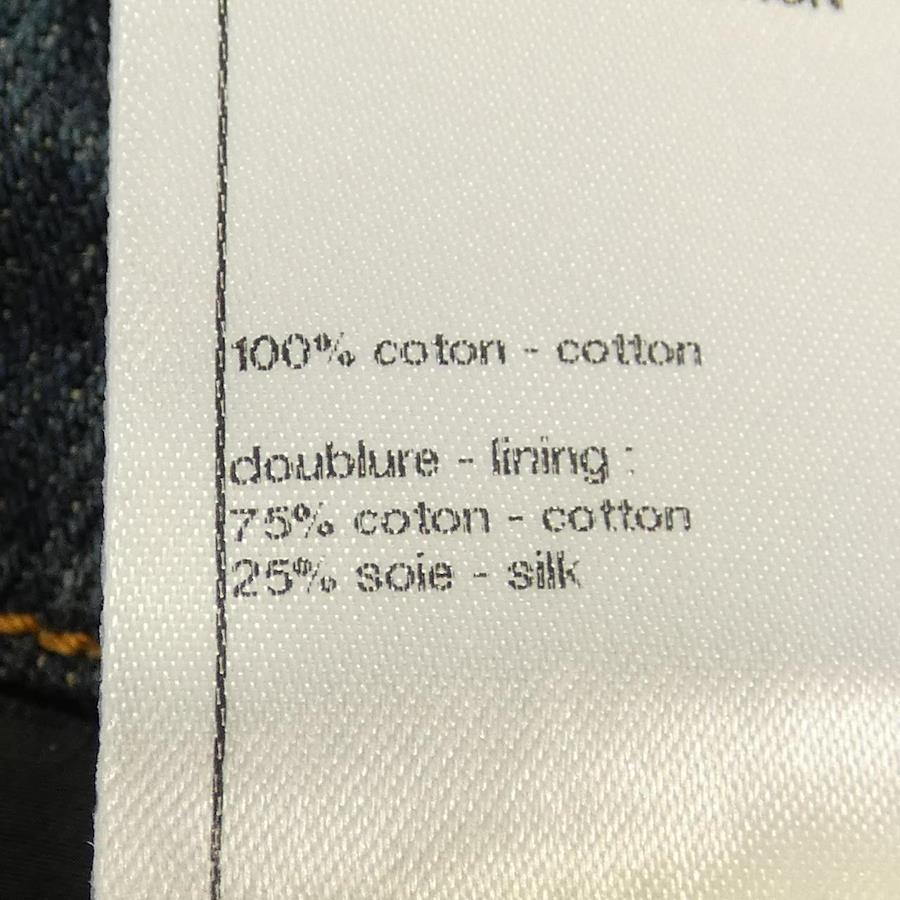 100% coton - cotton
doublure - lining :
75% coton - cotton
25% soie - silk